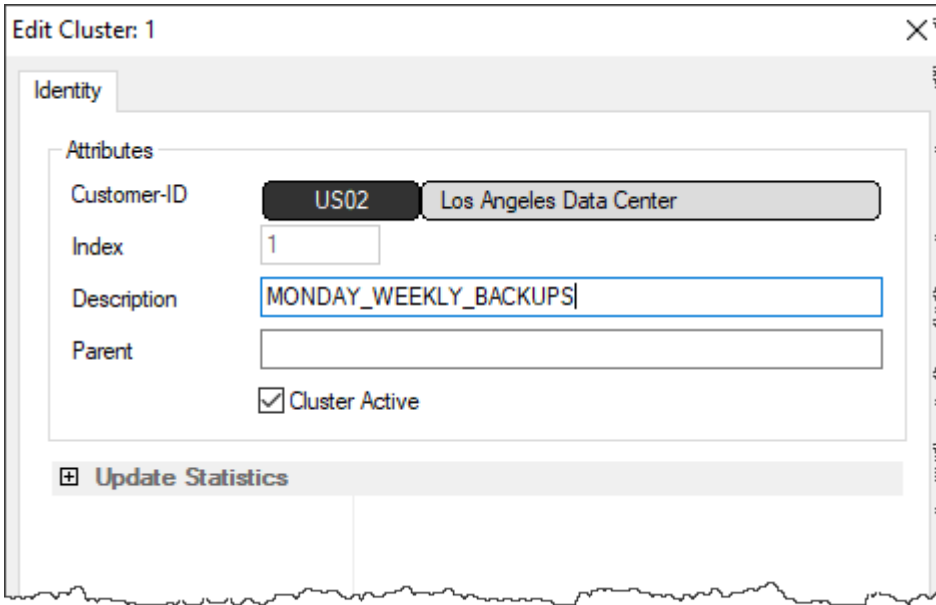 Edit Cluster: 1
Identity
Attributes
Customer-ID US02 Los Angeles Data Center
Index 1
Description MONDAY_WEEKLY_BACKUPS
Parent
Cluster Active
Update Statistics